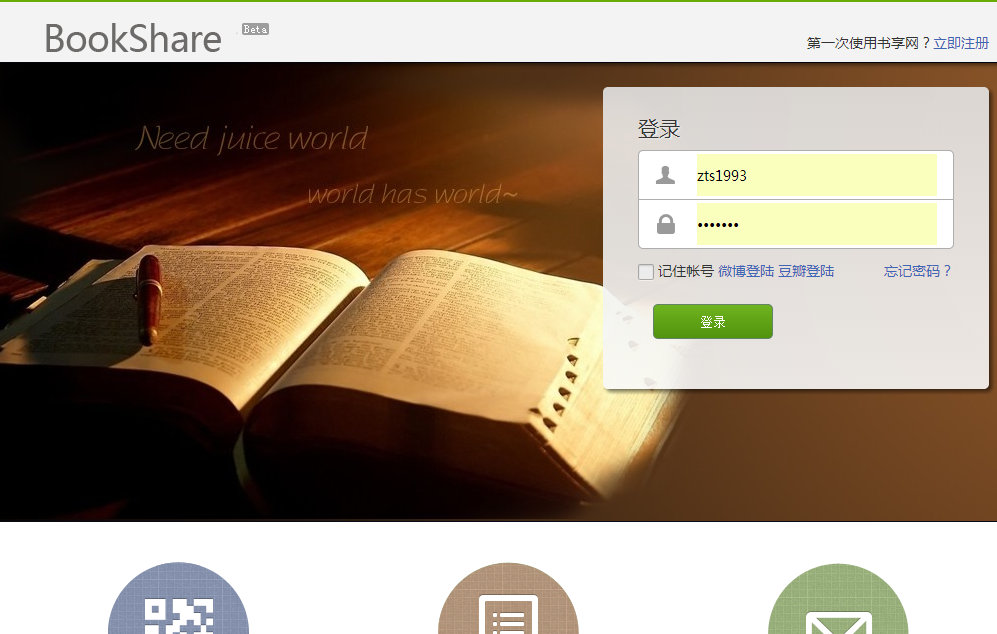 BookShare Beta
第一次使用书享网？立即注册
Need juice world
world has world~
登录
zts1993
•••••••
记住帐号 微博登陆 豆瓣登陆 忘记密码？
登录